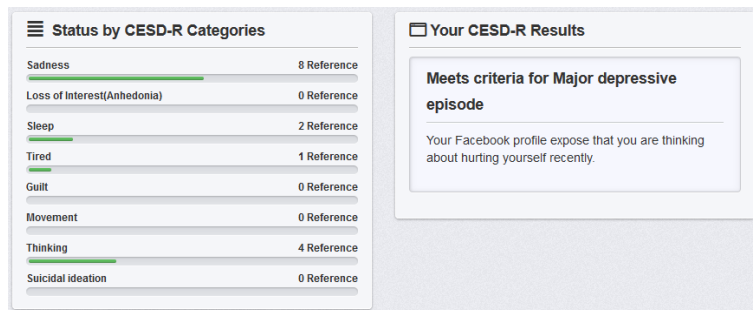 Status by CESD-R Categories
Sadness 8 Reference
Loss of Interest(Anhedonia) 0 Reference
Sleep 2 Reference
Tired 1 Reference
Guilt 0 Reference
Movement 0 Reference
Thinking 4 Reference
Suicidal ideation 0 Reference
Your CESD-R Results
Meets criteria for Major depressive
episode
Your Facebook profile expose that you are thinking
about hurting yourself recently.